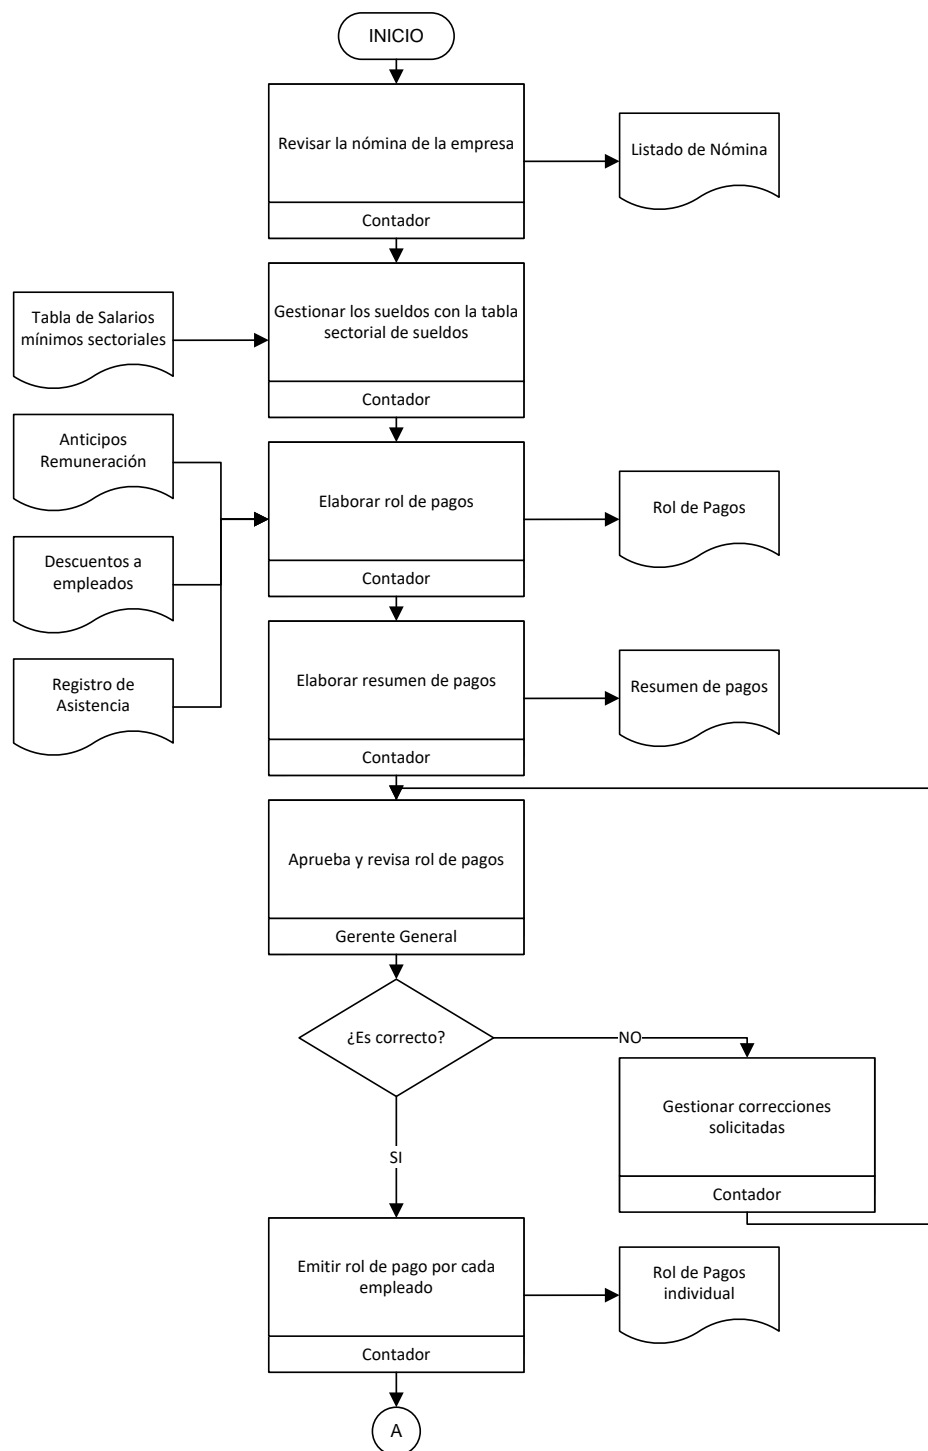 INICIO
Revisar la nómina de la empresa
Contador
Listado de Nómina
Tabla de Salarios
mínimos sectoriales
Gestionar los sueldos con la tabla
sectorial de sueldos
Contador
Anticipos
Remuneración
Descuentos a
empleados
Registro de
Asistencia
Elaborar rol de pagos
Contador
Rol de Pagos
Elaborar resumen de pagos
Contador
Resumen de pagos
Aprueba y revisa rol de pagos
Gerente General
¿Es correcto?
NO
Gestionar correcciones
solicitadas
Contador
SI
Emitir rol de pago por cada
empleado
Contador
Rol de Pagos
individual
A